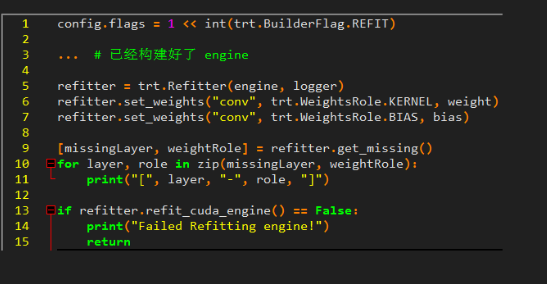 1 config.flags = 1 << int(trt.BuilderFlag.REFIT)
2
3 ... # 已经构建好了 engine
4
5 refitter = trt.Refitter(engine, logger)
6 refitter.set_weights("conv", trt.WeightsRole.KERNEL, weight)
7 refitter.set_weights("conv", trt.WeightsRole.BIAS, bias)
8
9 [missingLayer, weightRole] = refitter.get_missing()
10 for layer, role in zip(missingLayer, weightRole):
11     print("[", layer, "-", role, "]")
12
13 if refitter.refit_cuda_engine() == False:
14     print("Failed Refitting engine!")
15     return